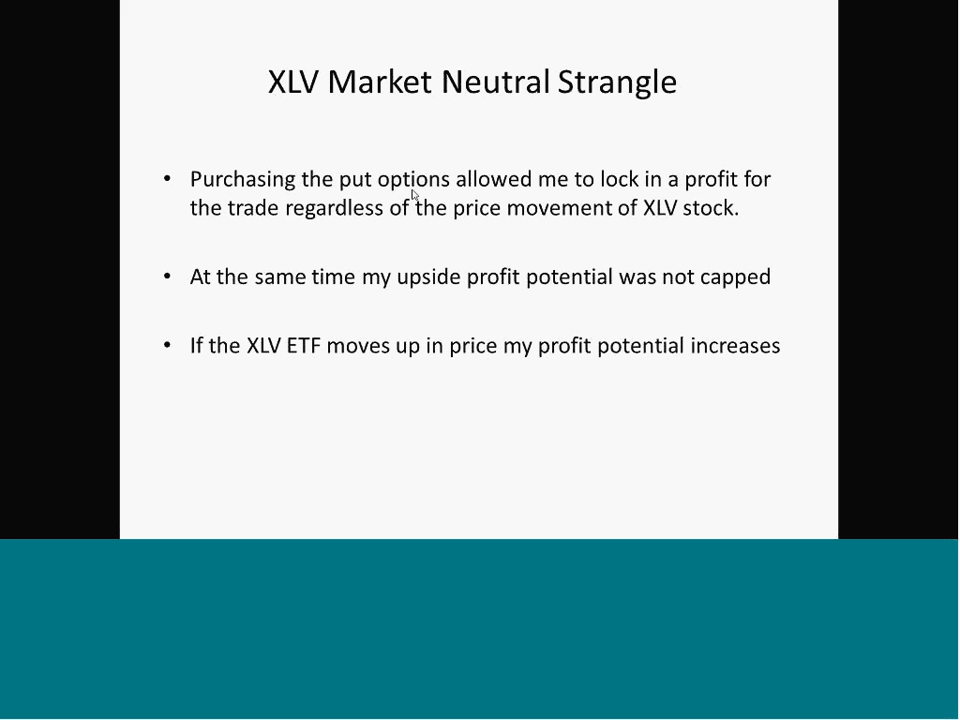 XLV Market Neutral Strangle
• Purchasing the put options allowed me to lock in a profit for
the trade regardless of the price movement of XLV stock.
• At the same time my upside profit potential was not capped
• If the XLV ETF moves up in price my profit potential increases